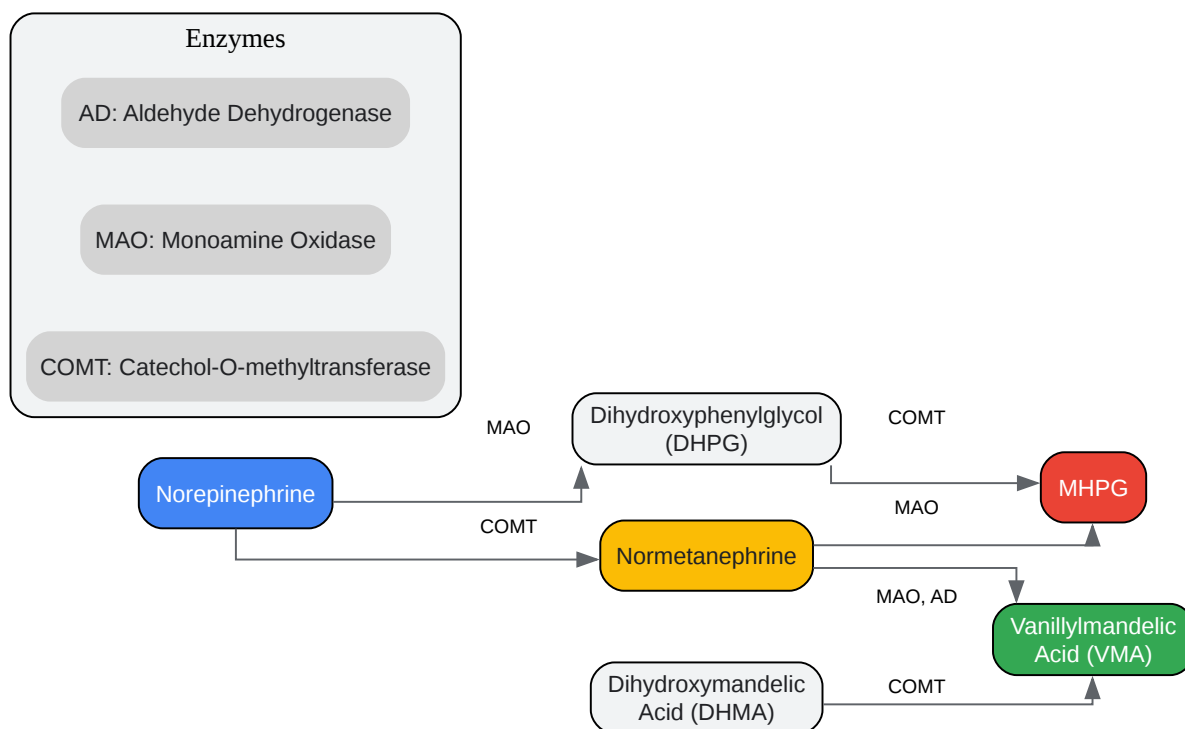 Enzymes
AD: Aldehyde Dehydrogenase
MAO: Monoamine Oxidase
COMT: Catechol-O-methyltransferase
MAO
Dihydroxyphenylglycol
(DHPG)
COMT
Norepinephrine
MHPG
COMT
MAO
Normetanephrine
MAO, AD
Vanillylmandelic
Acid (VMA)
Dihydroxymandelic
Acid (DHMA)
COMT